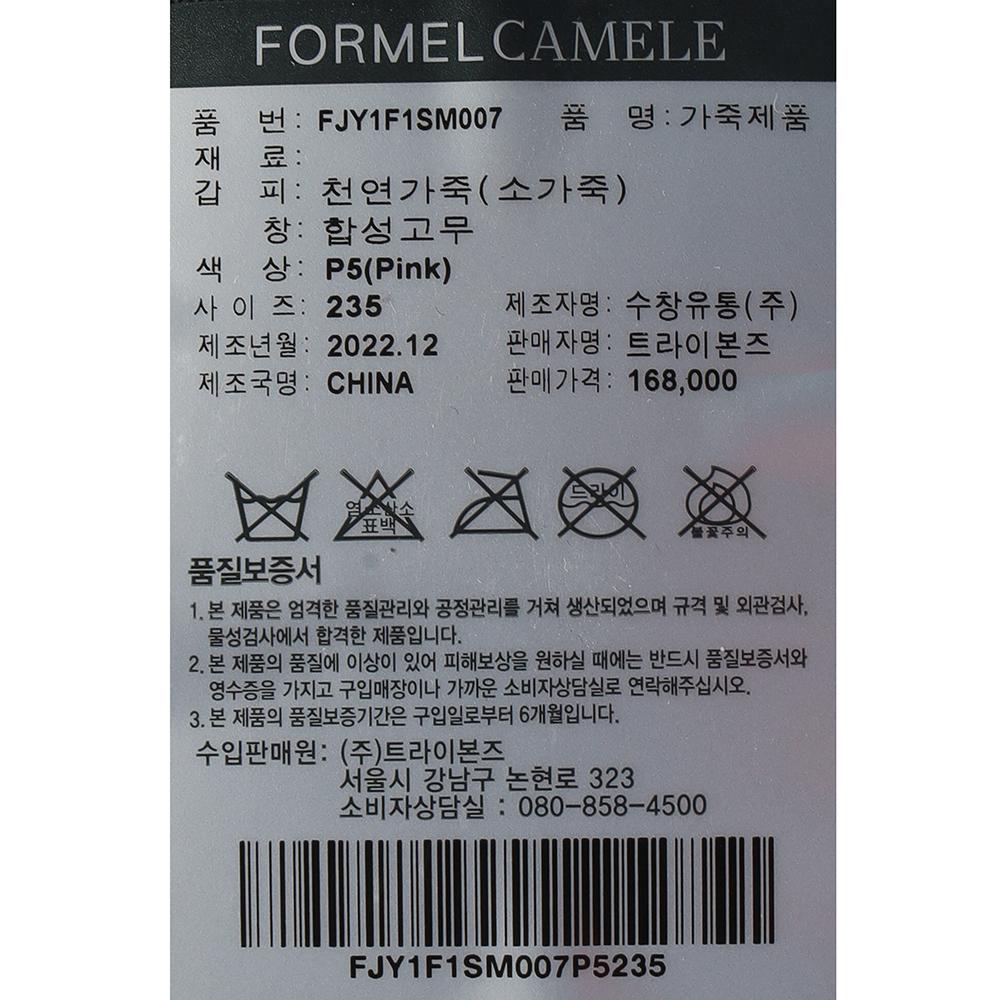 FORMEL CAMELE
품 번: FJY1F1SM007 품 명: 가죽제품
재 료:
갑 피: 천연가죽(소가죽)
창: 합성고무
색 상: P5(Pink)
사 이 즈: 235 제조자명: 수창유통(주)
제조년월: 2022.12 판매자명: 트라이본즈
제조국명: CHINA 판매가격: 168,000
염소산소 표백
드라이
불꽃주의
품질보증서
1. 본 제품은 엄격한 품질관리와 공정관리를 거쳐 생산되었으며 규격 및 외관검사,
물성검사에서 합격한 제품입니다.
2. 본 제품의 품질에 이상이 있어 피해보상을 원하실 때에는 반드시 품질보증서와
영수증을 가지고 구입매장이나 가까운 소비자상담실로 연락해주십시오.
3. 본 제품의 품질보증기간은 구입일로부터 6개월입니다.
수입판매원: (주)트라이본즈
서울시 강남구 논현로 323
소비자상담실 : 080-858-4500
FJY1F1SM007P5235